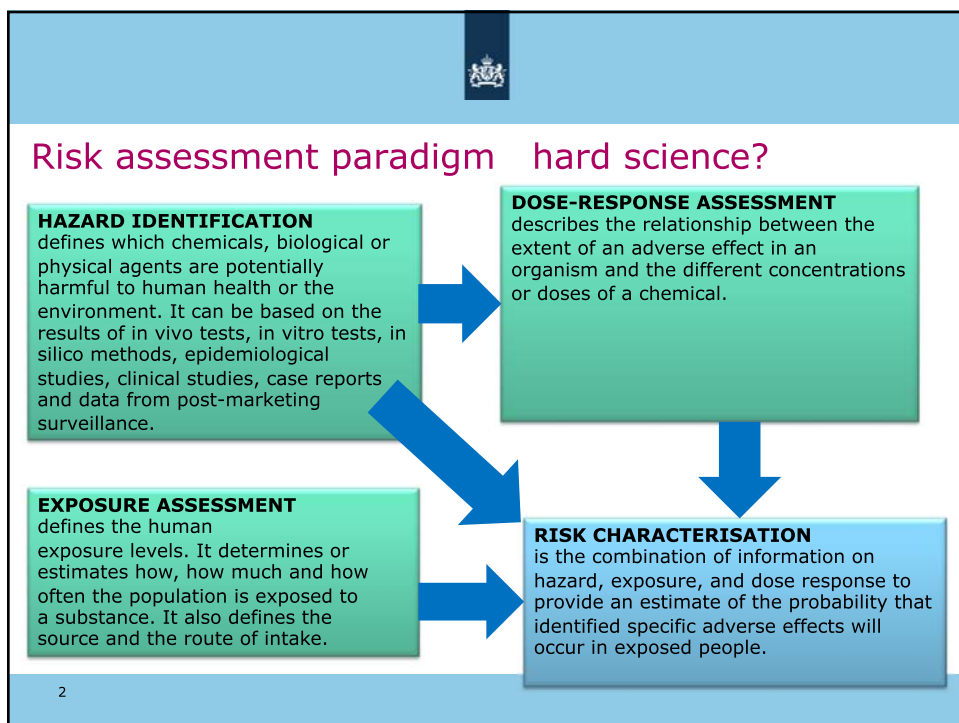 Risk assessment paradigm   hard science?
HAZARD IDENTIFICATION
defines which chemicals, biological or
physical agents are potentially
harmful to human health or the
environment. It can be based on the
results of in vivo tests, in vitro tests, in
silico methods, epidemiological
studies, clinical studies, case reports
and data from post-marketing
surveillance.
DOSE-RESPONSE ASSESSMENT
describes the relationship between the
extent of an adverse effect in an
organism and the different concentrations
or doses of a chemical.
EXPOSURE ASSESSMENT
defines the human
exposure levels. It determines or
estimates how, how much and how
often the population is exposed to
a substance. It also defines the
source and the route of intake.
RISK CHARACTERISATION
is the combination of information on
hazard, exposure, and dose response to
provide an estimate of the probability that
identified specific adverse effects will
occur in exposed people.
2